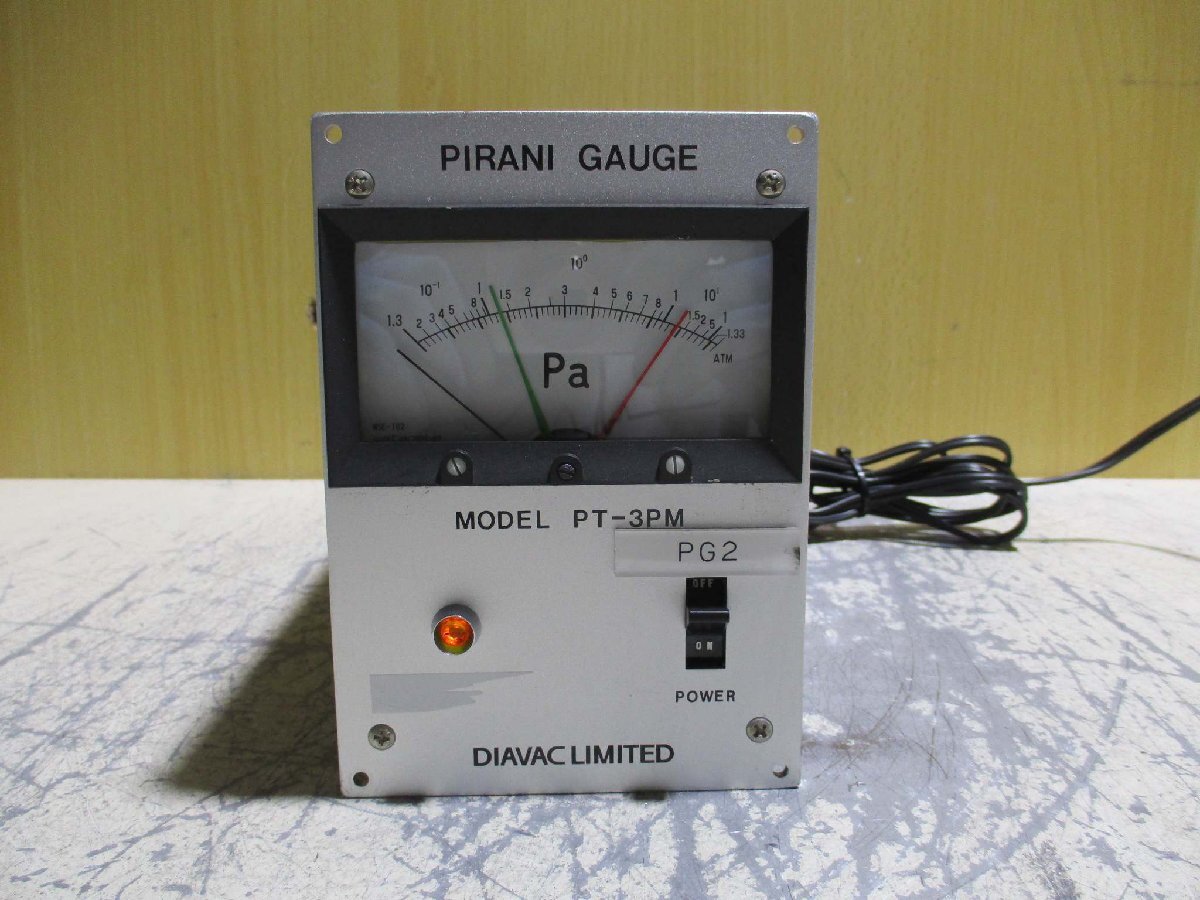 PIRANI GAUGE
10⁰
10⁻¹ 1 1.5 2 3 4 5 6 7 8 1 10¹
1.3 2 3 4 5 8 1.5 2 5 1
1.33
ATM
Pa
MODEL PT-3PM
PG2
OFF
ON
POWER
DIAVAC LIMITED